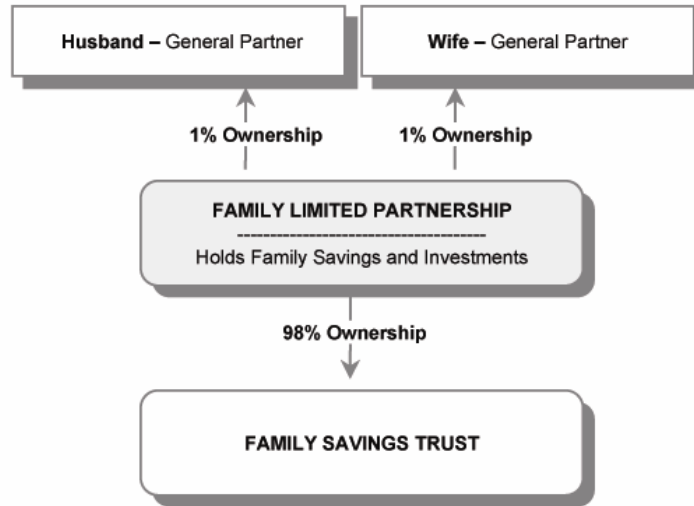 Husband – General Partner
Wife – General Partner
1% Ownership
1% Ownership
FAMILY LIMITED PARTNERSHIP
--------------------------------------
Holds Family Savings and Investments
98% Ownership
FAMILY SAVINGS TRUST